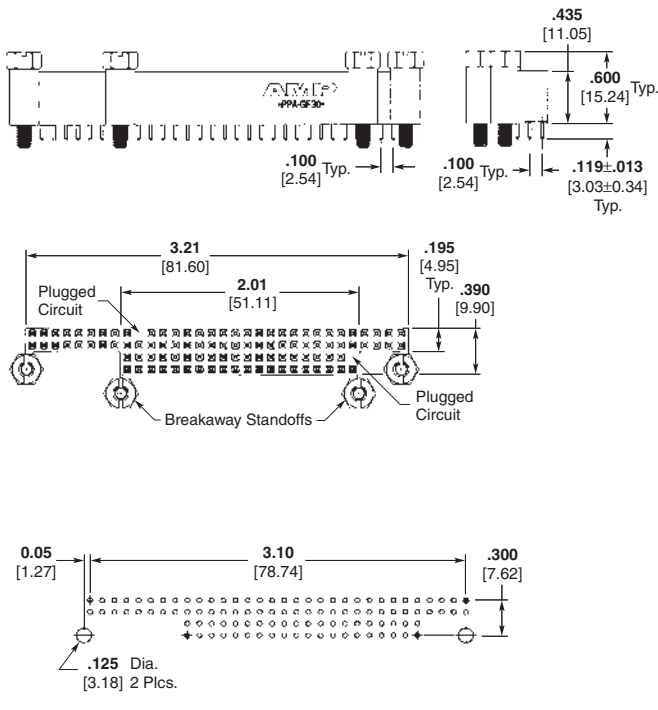 .435
[11.05]
.600
[15.24] Typ.
AMP
>PPA-GF30<
.100
[2.54] Typ.
.100
[2.54] Typ.
.119±.013
[3.03±0.34]
Typ.
3.21
[81.60]
.195
[4.95]
Typ.
2.01
[51.11]
.390
[9.90]
Plugged
Circuit
Plugged
Circuit
Breakaway Standoffs
0.05
[1.27]
3.10
[78.74]
.300
[7.62]
.125 Dia.
[3.18] 2 Plcs.